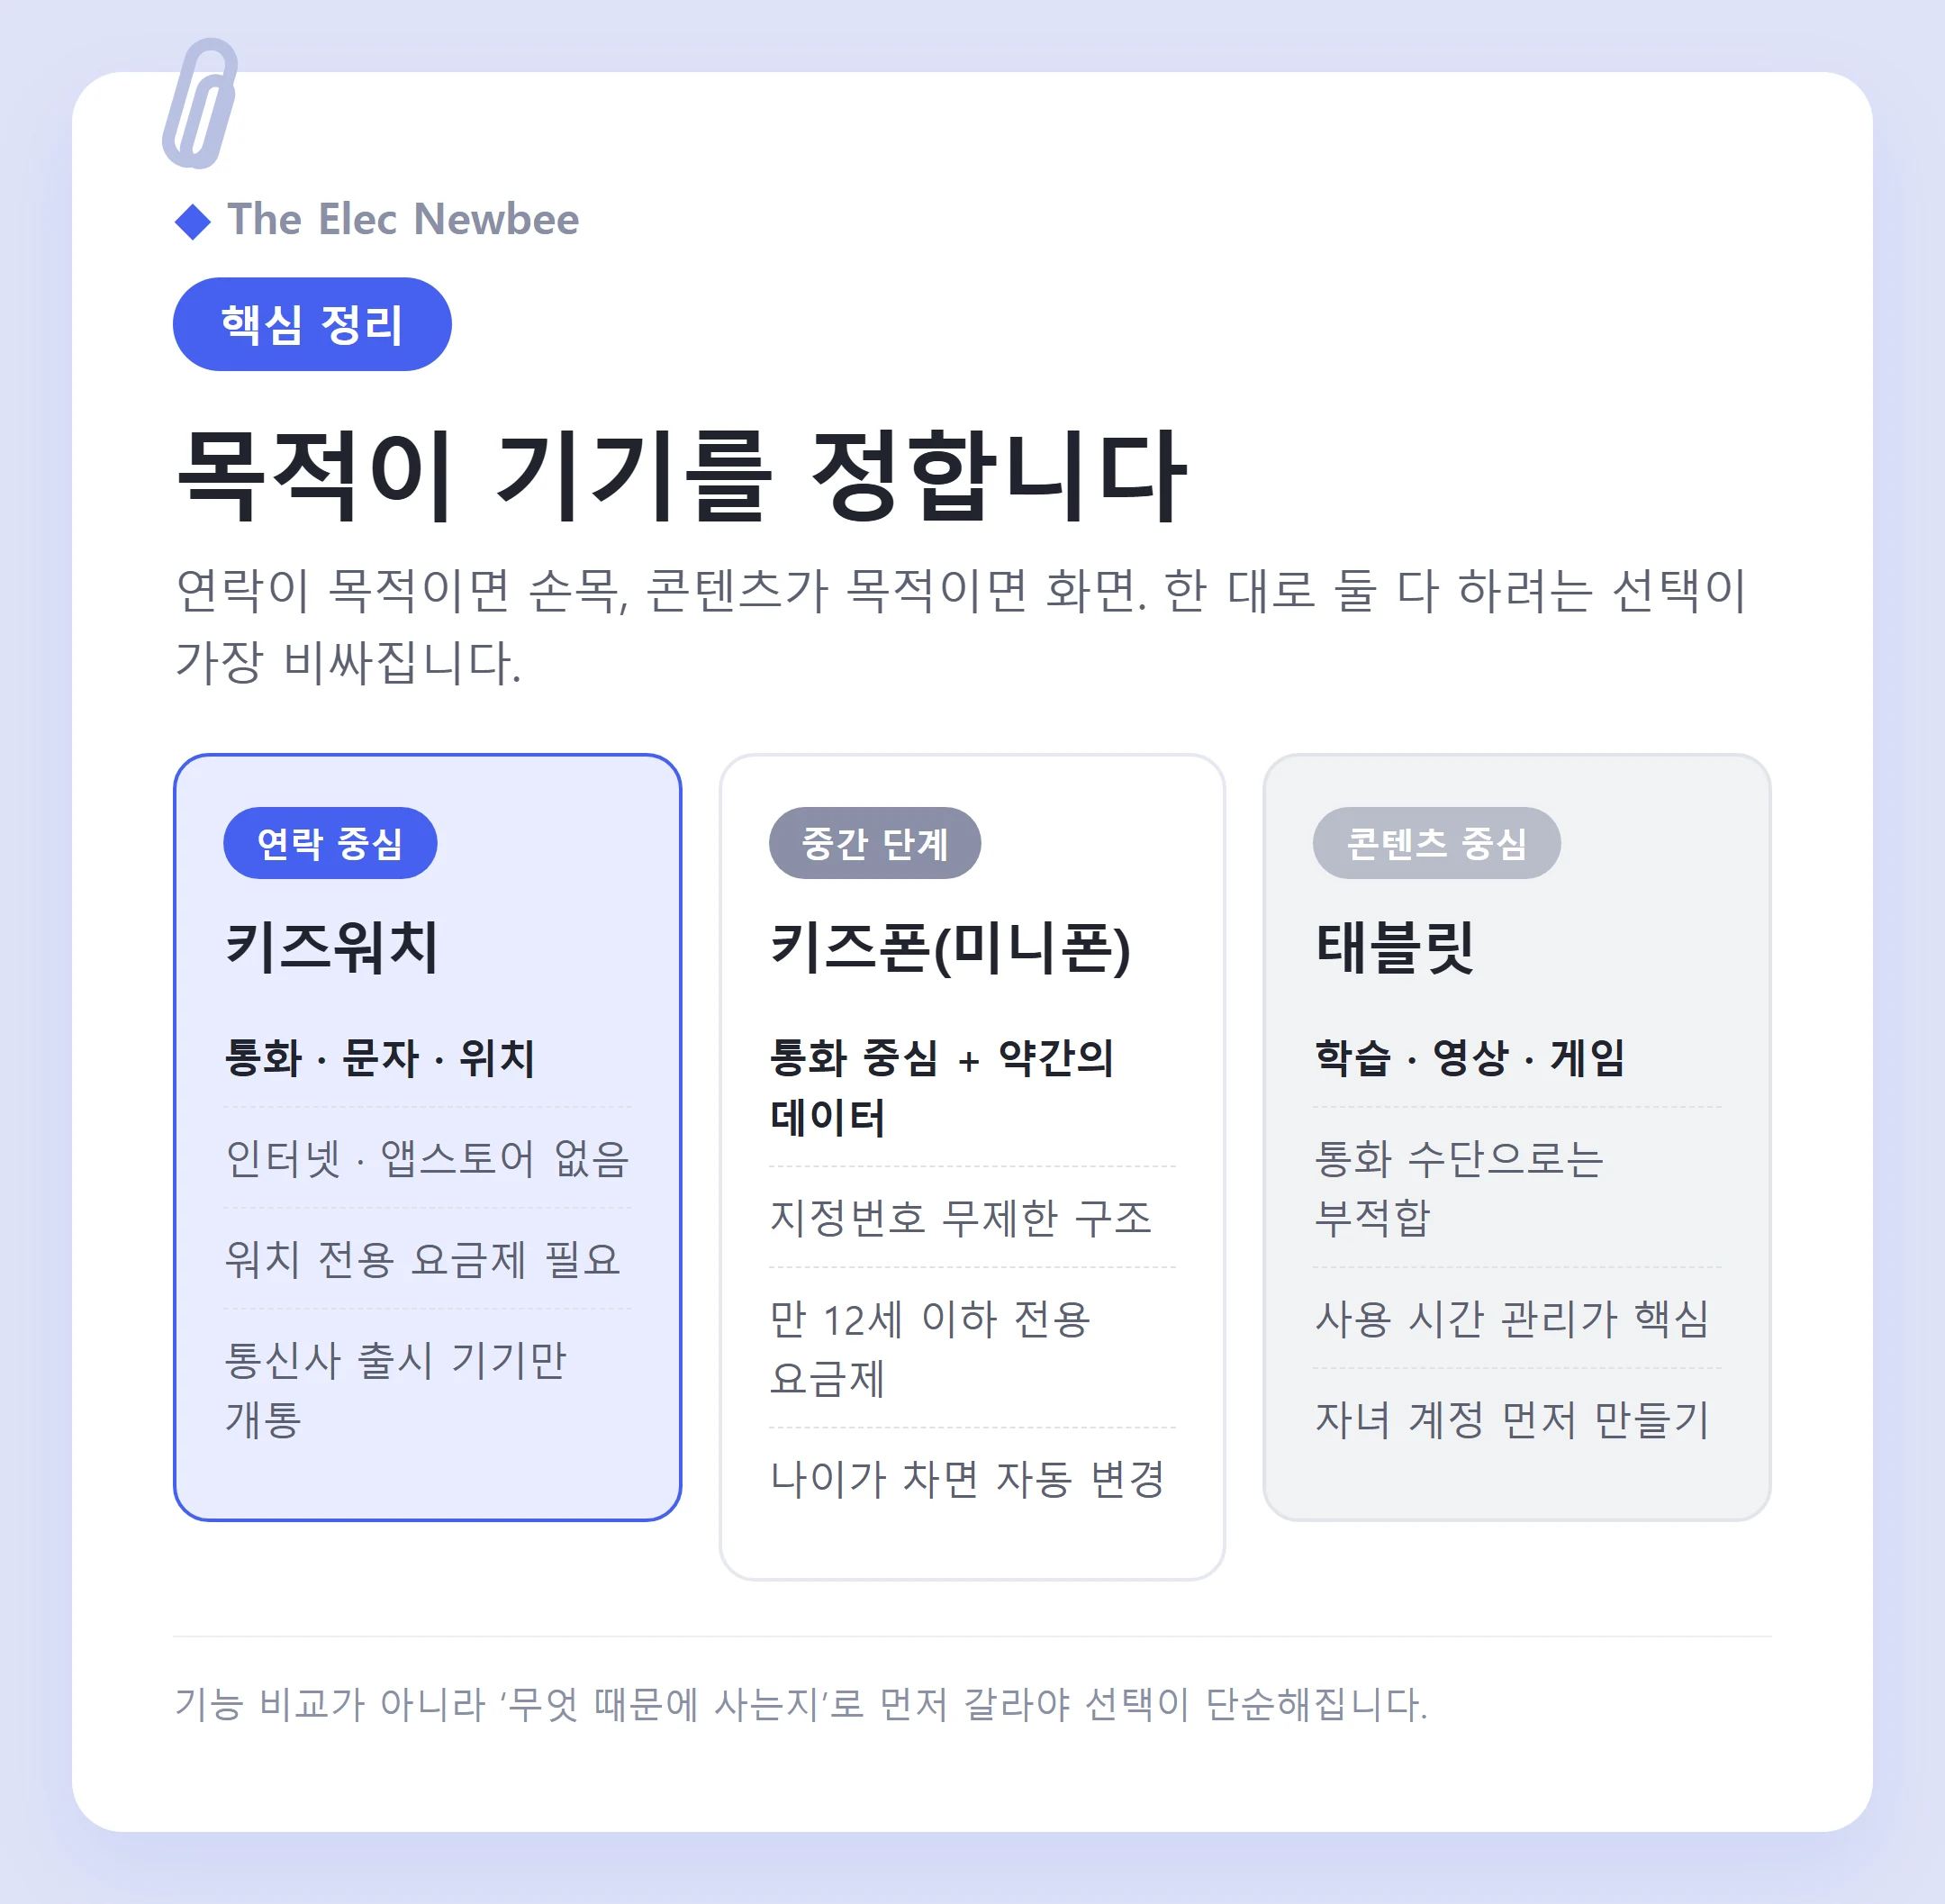 The Elec Newbee
핵심 정리
목적이 기기를 정합니다
연락이 목적이면 손목, 콘텐츠가 목적이면 화면. 한 대로 둘 다 하려는 선택이
가장 비싸집니다.
연락 중심
키즈워치
통화 · 문자 · 위치
인터넷 · 앱스토어 없음
워치 전용 요금제 필요
통신사 출시 기기만
개통
중간 단계
키즈폰(미니폰)
통화 중심 + 약간의
데이터
지정번호 무제한 구조
만 12세 이하 전용
요금제
나이가 차면 자동 변경
콘텐츠 중심
태블릿
학습 · 영상 · 게임
통화 수단으로는
부적합
사용 시간 관리가 핵심
자녀 계정 먼저 만들기
기능 비교가 아니라 ‘무엇 때문에 사는지’로 먼저 갈라야 선택이 단순해집니다.